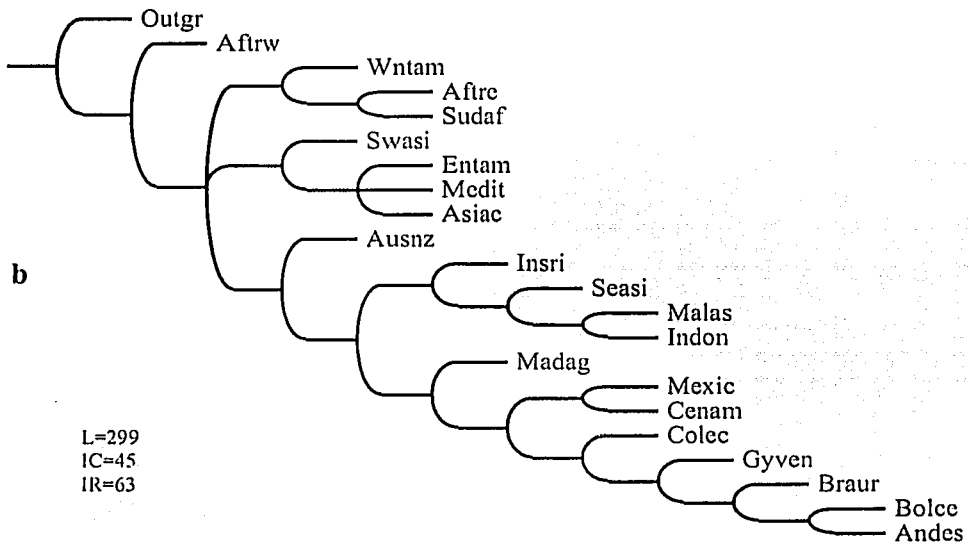 Outgr
Aftrw
Wntam
Aftre
Sudaf
Swasi
Entam
Medit
Asiac
Ausnz
b
Insri
Seasi
Malas
Indon
Madag
Mexic
Cenam
Colec
Gyven
Braur
Bolce
Andes
L=299
IC=45
IR=63